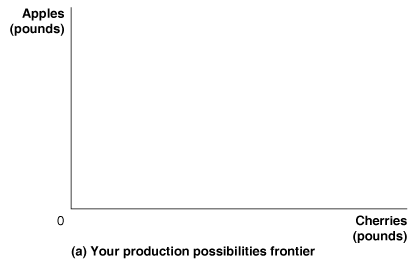 Apples
(pounds)
0
Cherries
(pounds)
(a) Your production possibilities frontier